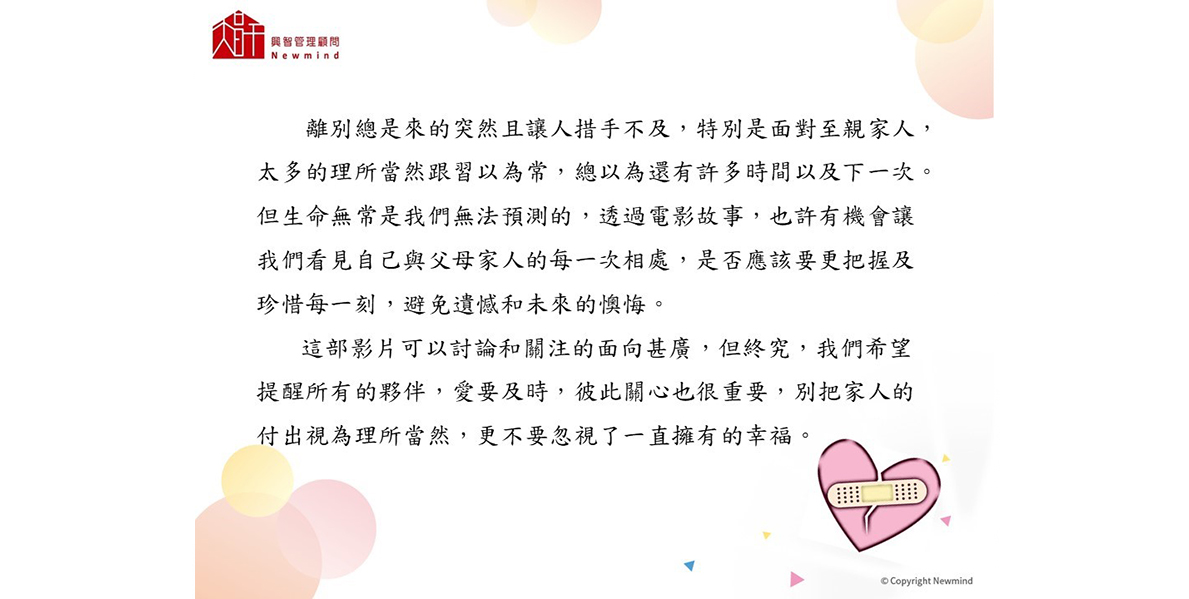 興智管理顧問
Newmind
離別總是來的突然且讓人措手不及，特別是面對至親家人，
太多的理所當然跟習以為常，總以為還有許多時間以及下一次。
但生命無常是我們無法預測的，透過電影故事，也許有機會讓
我們看見自己與父母家人的每一次相處，是否應該要更把握及
珍惜每一刻，避免遺憾和未來的懊悔。
這部影片可以討論和關注的面向甚廣，但終究，我們希望
提醒所有的夥伴，愛要及時，彼此關心也很重要，別把家人的
付出視為理所當然，更不要忽視了一直擁有的幸福。
© Copyright Newmind